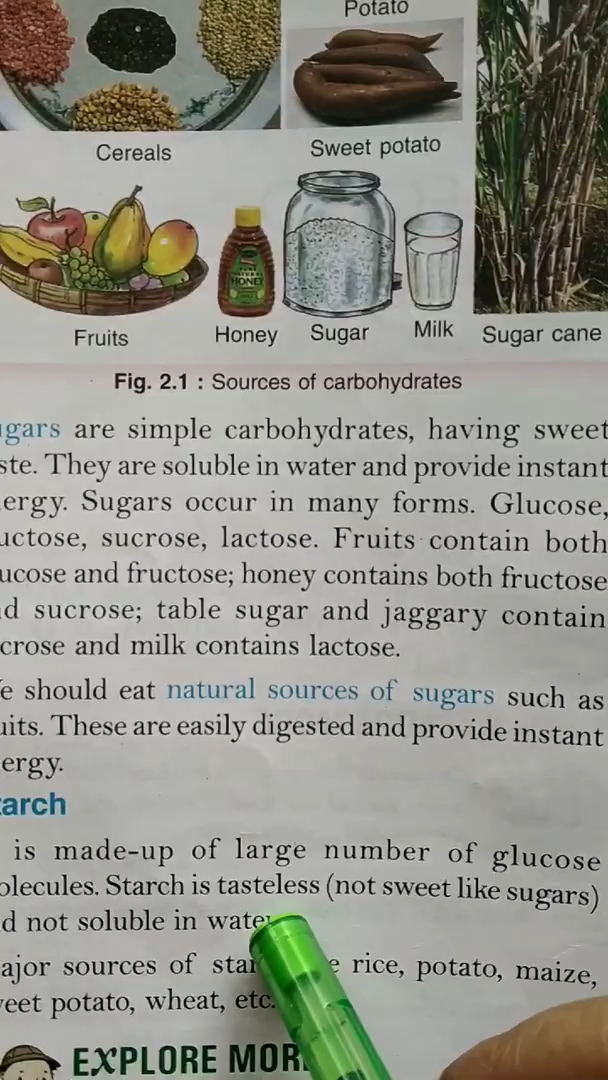 Potato
Cereals
Sweet potato
HONEY
Fruits
Honey
Sugar
Milk
Sugar cane
Fig. 2.1 : Sources of carbohydrates
gars are simple carbohydrates, having sweet
ste. They are soluble in water and provide instant
ergy. Sugars occur in many forms. Glucose,
uctose, sucrose, lactose. Fruits contain both
ucose and fructose; honey contains both fructose
d sucrose; table sugar and jaggary contain
crose and milk contains lactose.
e should eat natural sources of sugars such as
uits. These are easily digested and provide instant
ergy.
tarch
is made-up of large number of glucose
olecules. Starch is tasteless (not sweet like sugars)
d not soluble in water
ajor sources of star e rice, potato, maize,
eet potato, wheat, etc.
EXPLORE MOR